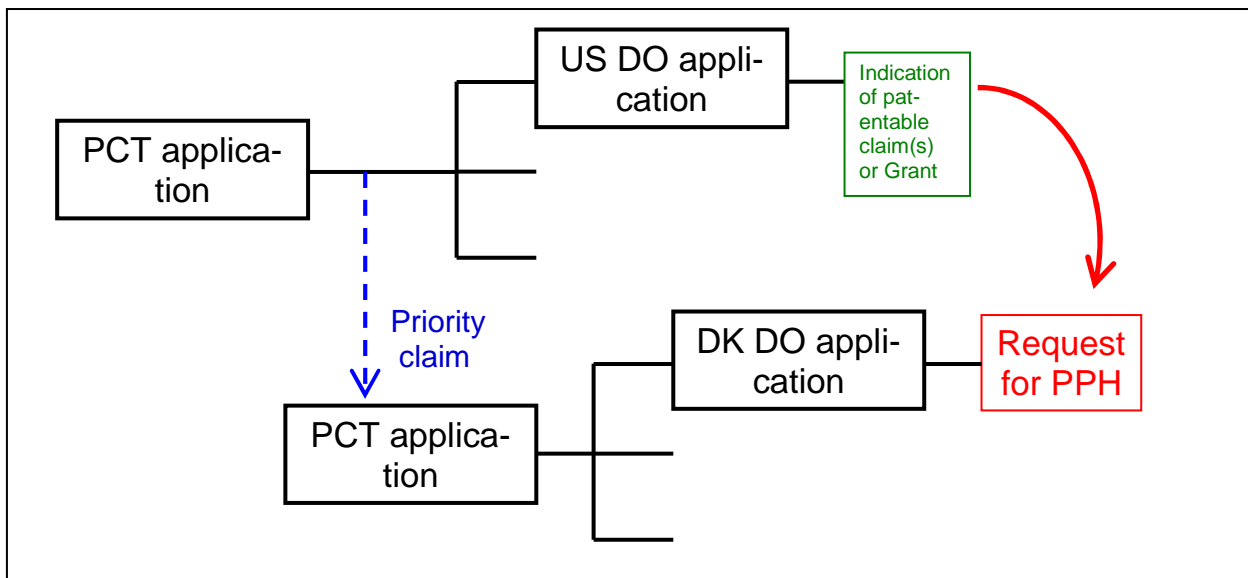 US DO appli-
cation
Indication
of pat-
entable
claim(s)
or Grant
PCT applica-
tion
Priority
claim
DK DO appli-
cation
Request
for PPH
PCT applica-
tion